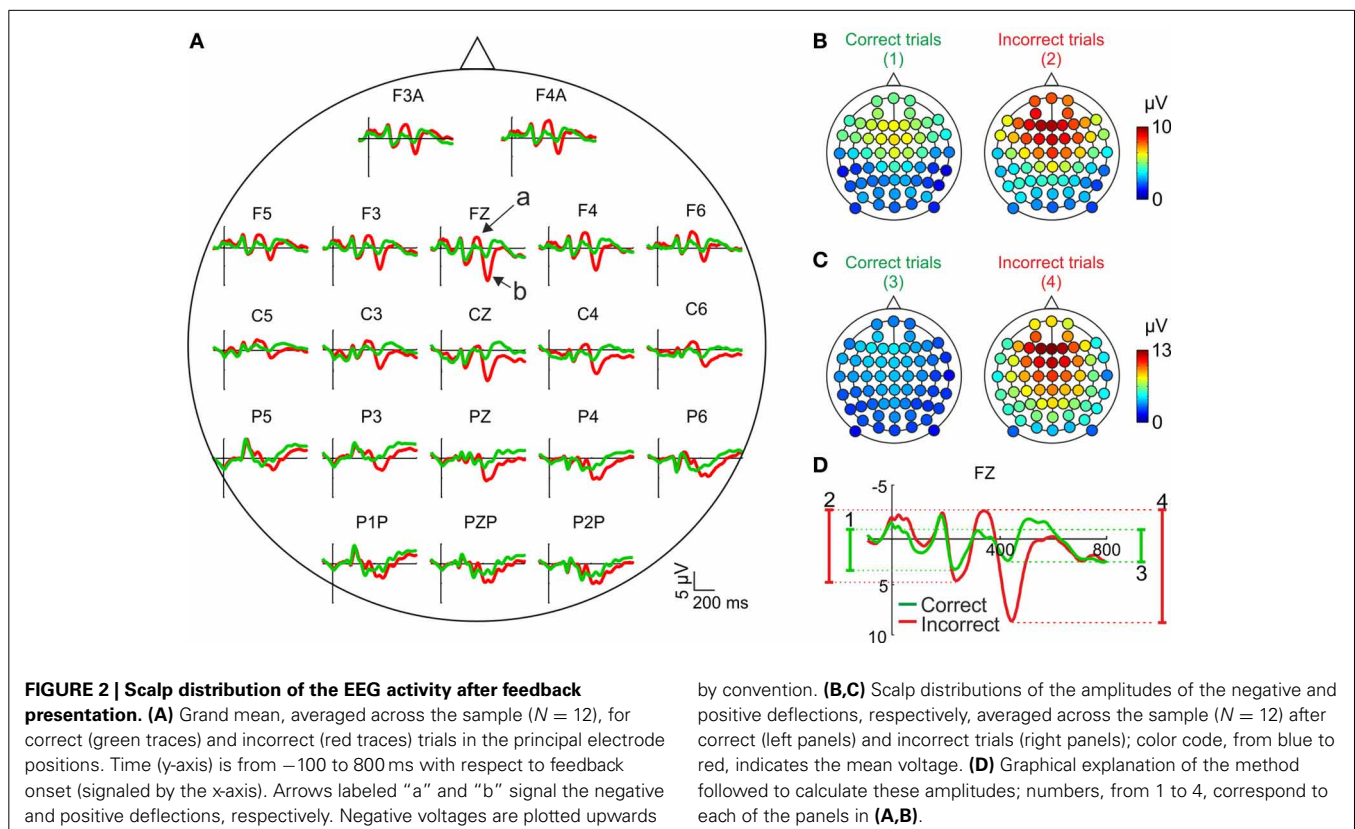 A
F3A F4A
F5 F3 FZ F4 F6
a
b
C5 C3 CZ C4 C6
P5 P3 PZ P4 P6
P1P PZP P2P
5 µV
200 ms
B
Correct trials
(1)
Incorrect trials
(2)
µV
10
0
C
Correct trials
(3)
Incorrect trials
(4)
µV
13
0
D
FZ
-5
2
1
4
400
800
3
5
Correct
Incorrect
10
FIGURE 2 | Scalp distribution of the EEG activity after feedback
presentation. (A) Grand mean, averaged across the sample (N = 12), for
correct (green traces) and incorrect (red traces) trials in the principal electrode
positions. Time (y-axis) is from −100 to 800 ms with respect to feedback
onset (signaled by the x-axis). Arrows labeled “a” and “b” signal the negative
and positive deflections, respectively. Negative voltages are plotted upwards
by convention. (B,C) Scalp distributions of the amplitudes of the negative and
positive deflections, respectively, averaged across the sample (N = 12) after
correct (left panels) and incorrect trials (right panels); color code, from blue to
red, indicates the mean voltage. (D) Graphical explanation of the method
followed to calculate these amplitudes; numbers, from 1 to 4, correspond to
each of the panels in (A,B).